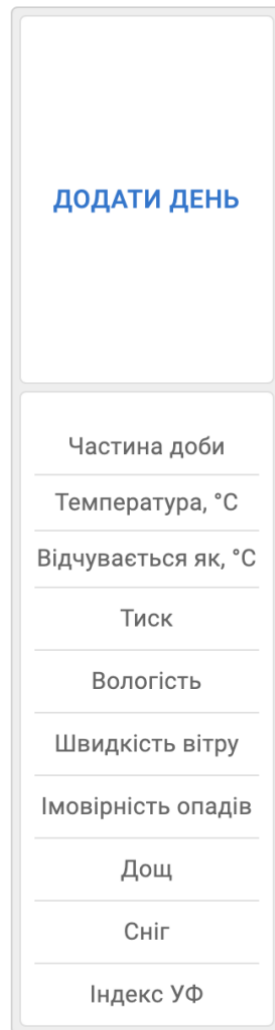 ДОДАТИ ДЕНЬ
Частина доби
Температура, °C
Відчувається як, °C
Тиск
Вологість
Швидкість вітру
Імовірність опадів
Дощ
Сніг
Індекс УФ